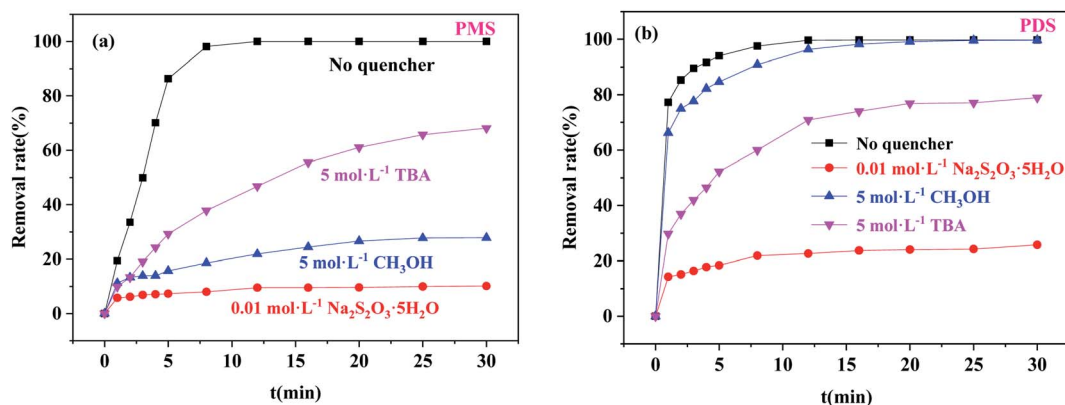 (a)
PMS
No quencher
5 mol·L⁻¹ TBA
5 mol·L⁻¹ CH₃OH
0.01 mol·L⁻¹ Na₂S₂O₃·5H₂O
Removal rate(%)
100
80
60
40
20
0
0 5 10 15 20 25 30
t(min)
(b)
PDS
No quencher
0.01 mol·L⁻¹ Na₂S₂O₃·5H₂O
5 mol·L⁻¹ CH₃OH
5 mol·L⁻¹ TBA
Removal rate(%)
100
80
60
40
20
0
0 5 10 15 20 25 30
t(min)